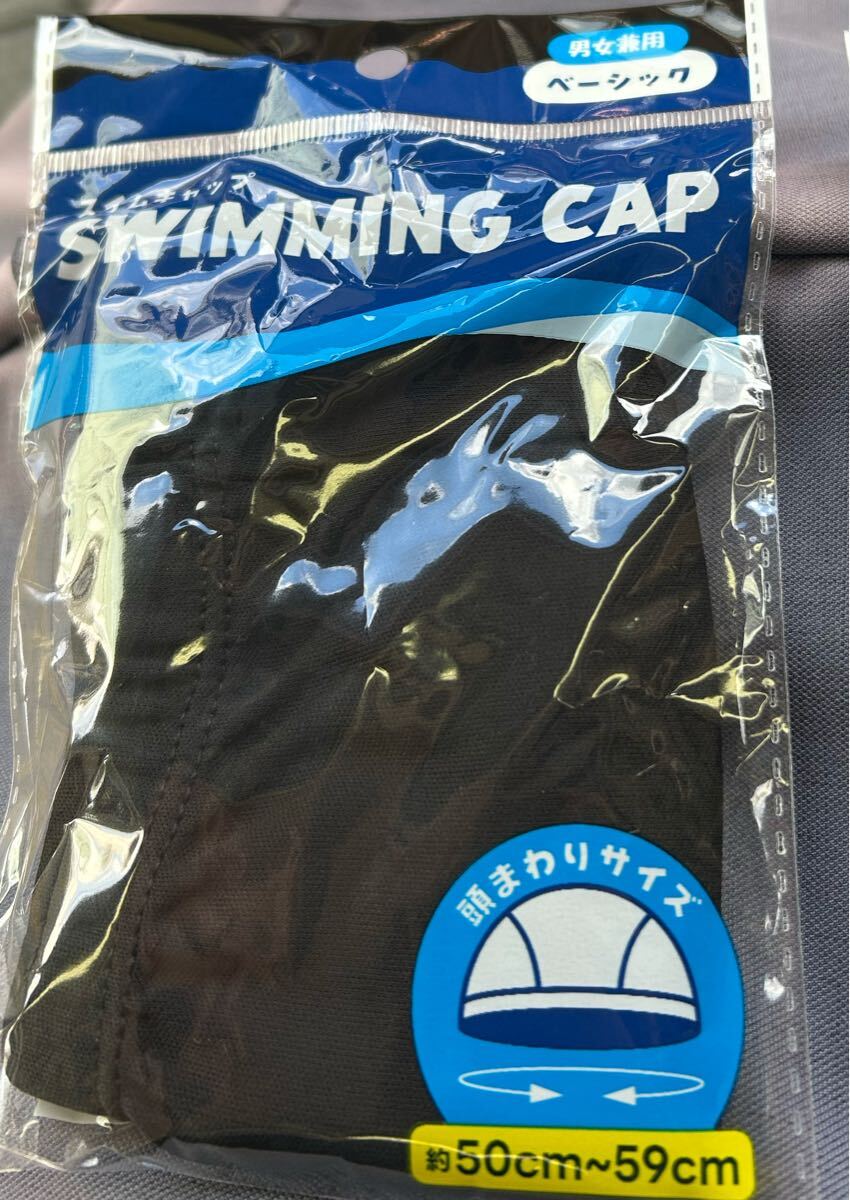 男女兼用
ベーシック
スイムキャップ
SWIMMING CAP
頭まわりサイズ
約50cm~59cm